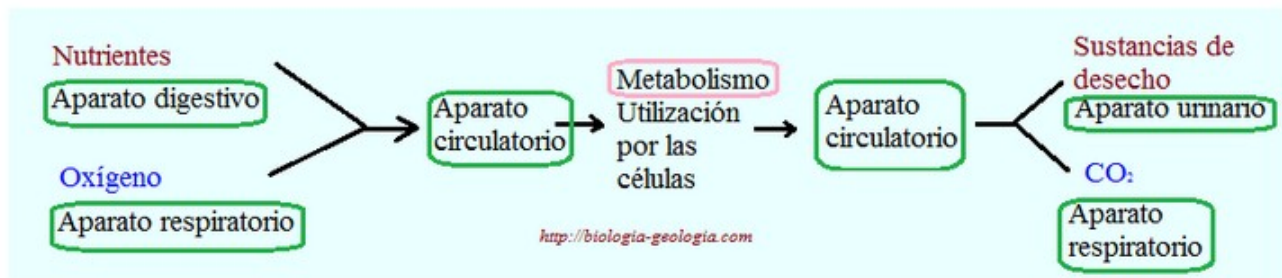 Nutrientes
Aparato digestivo
Oxígeno
Aparato respiratorio
Aparato
circulatorio
Metabolismo
Utilización
por las
células
Aparato
circulatorio
Sustancias de
desecho
Aparato urinario
CO₂
Aparato
respiratorio
http://biologia-geologia.com